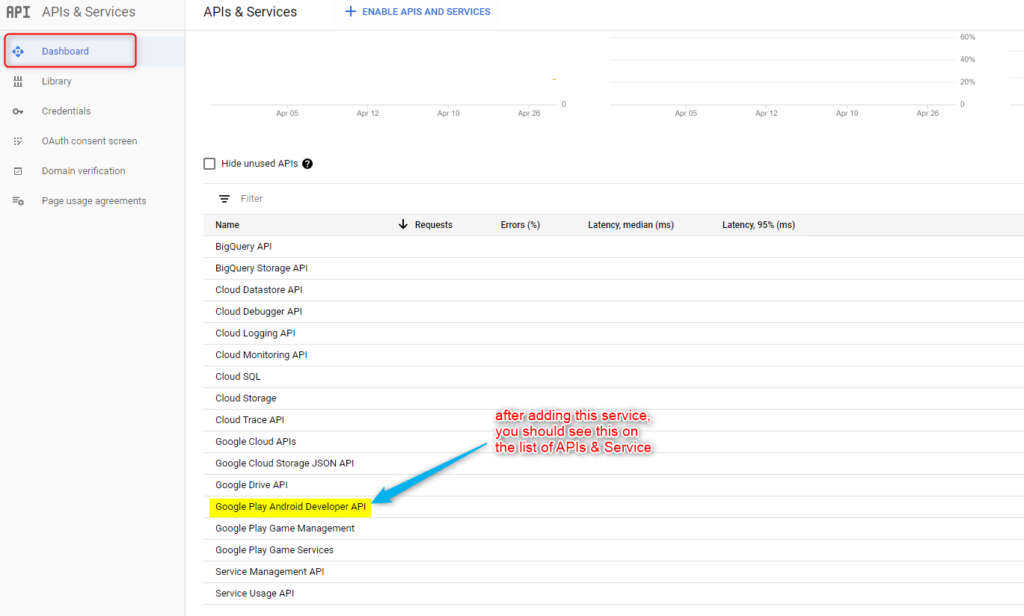 API APIs & Services
Dashboard
Library
Credentials
OAuth consent screen
Domain verification
Page usage agreements
APIs & Services
+ ENABLE APIS AND SERVICES
0
Apr 05 Apr 12 Apr 19 Apr 26
60%
40%
20%
0
Apr 05 Apr 12 Apr 19 Apr 26
Hide unused APIs ?
Filter
Name Requests Errors (%) Latency, median (ms) Latency, 95% (ms)
BigQuery API
BigQuery Storage API
Cloud Datastore API
Cloud Debugger API
Cloud Logging API
Cloud Monitoring API
Cloud SQL
Cloud Storage
Cloud Trace API
Google Cloud APIs
Google Cloud Storage JSON API
Google Drive API
Google Play Android Developer API
Google Play Game Management
Google Play Game Services
Service Management API
Service Usage API
after adding this service,
you should see this on
the list of APIs & Service